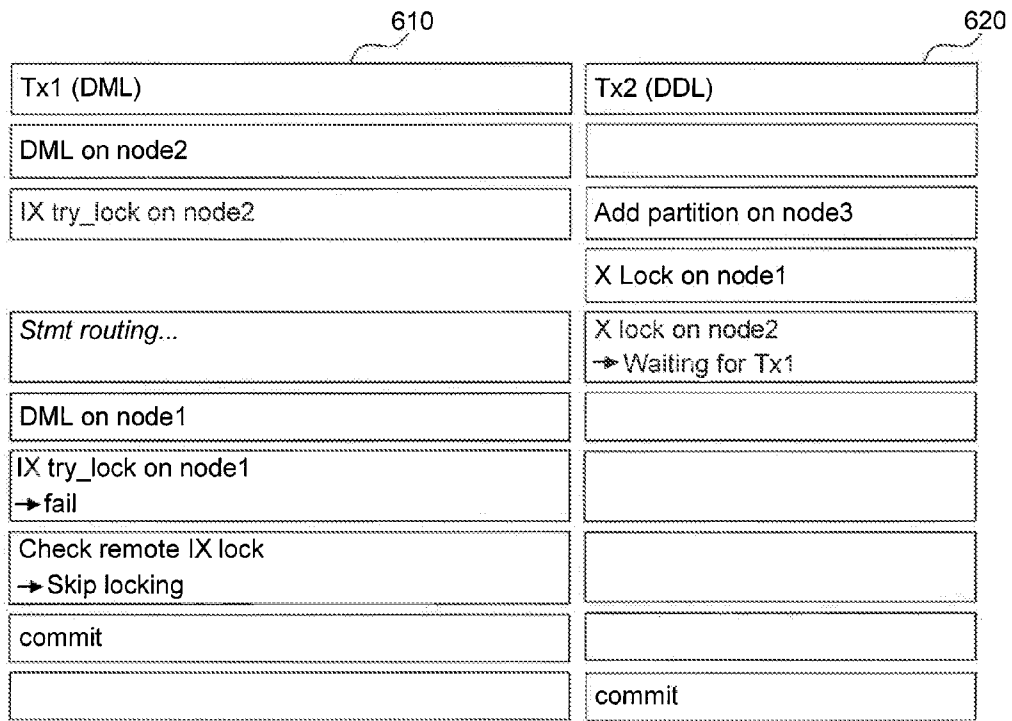 610
620
Tx1 (DML)
Tx2 (DDL)
DML on node2
IX try_lock on node2
Add partition on node3
X Lock on node1
Stmt routing...
X lock on node2
→ Waiting for Tx1
DML on node1
IX try_lock on node1
→ fail
Check remote IX lock
→ Skip locking
commit
commit